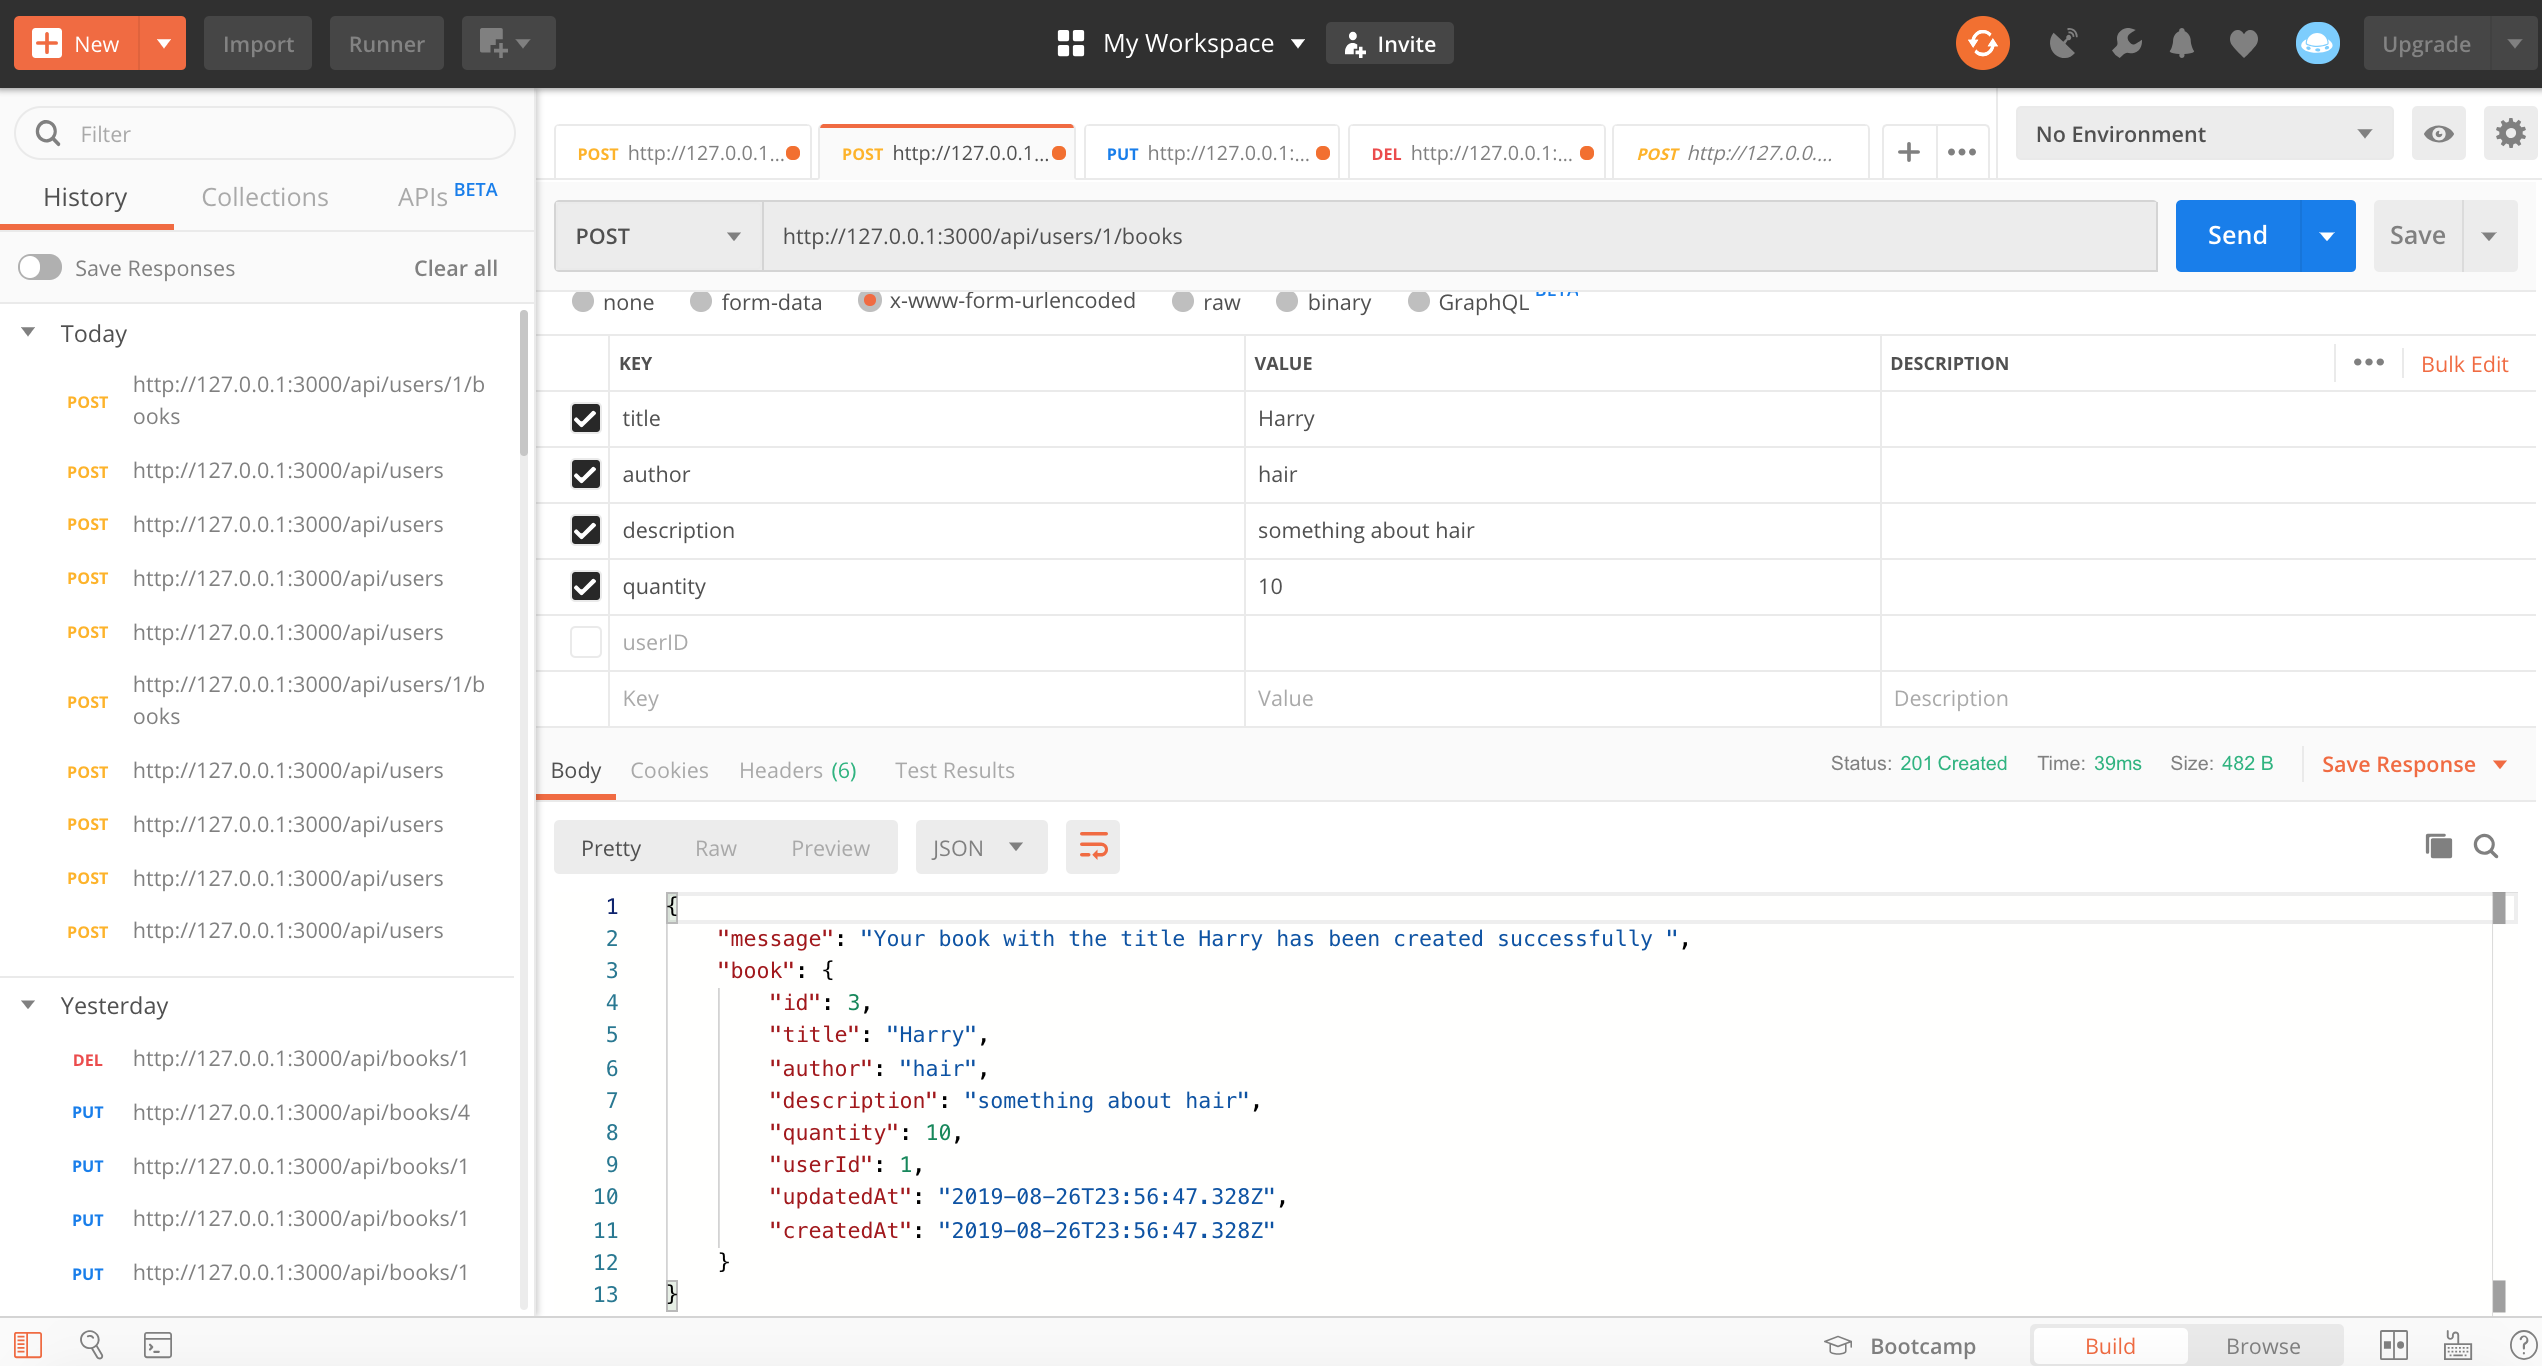 New
Import
Runner
My Workspace
Invite
Upgrade
Filter
History
Collections
APIs BETA
Save Responses
Clear all
Today
POST http://127.0.0.1:3000/api/users/1/b
ooks
POST http://127.0.0.1:3000/api/users
POST http://127.0.0.1:3000/api/users
POST http://127.0.0.1:3000/api/users
POST http://127.0.0.1:3000/api/users
POST http://127.0.0.1:3000/api/users/1/b
ooks
POST http://127.0.0.1:3000/api/users
POST http://127.0.0.1:3000/api/users
POST http://127.0.0.1:3000/api/users
POST http://127.0.0.1:3000/api/users
Yesterday
DEL http://127.0.0.1:3000/api/books/1
PUT http://127.0.0.1:3000/api/books/4
PUT http://127.0.0.1:3000/api/books/1
PUT http://127.0.0.1:3000/api/books/1
PUT http://127.0.0.1:3000/api/books/1
POST http://127.0.0.1...
POST http://127.0.0.1...
PUT http://127.0.0.1:...
DEL http://127.0.0.1:...
POST http://127.0.0....
No Environment
POST http://127.0.0.1:3000/api/users/1/books
Send
Save
none form-data x-www-form-urlencoded raw binary GraphQL BETA
KEY VALUE DESCRIPTION Bulk Edit
title Harry
author hair
description something about hair
quantity 10
userID
Key Value Description
Body Cookies Headers (6) Test Results
Status: 201 Created Time: 39ms Size: 482 B Save Response
Pretty Raw Preview JSON
1 {
2 "message": "Your book with the title Harry has been created successfully ",
3 "book": {
4 "id": 3,
5 "title": "Harry",
6 "author": "hair",
7 "description": "something about hair",
8 "quantity": 10,
9 "userId": 1,
10 "updatedAt": "2019-08-26T23:56:47.328Z",
11 "createdAt": "2019-08-26T23:56:47.328Z"
12 }
13 }
Bootcamp Build Browse